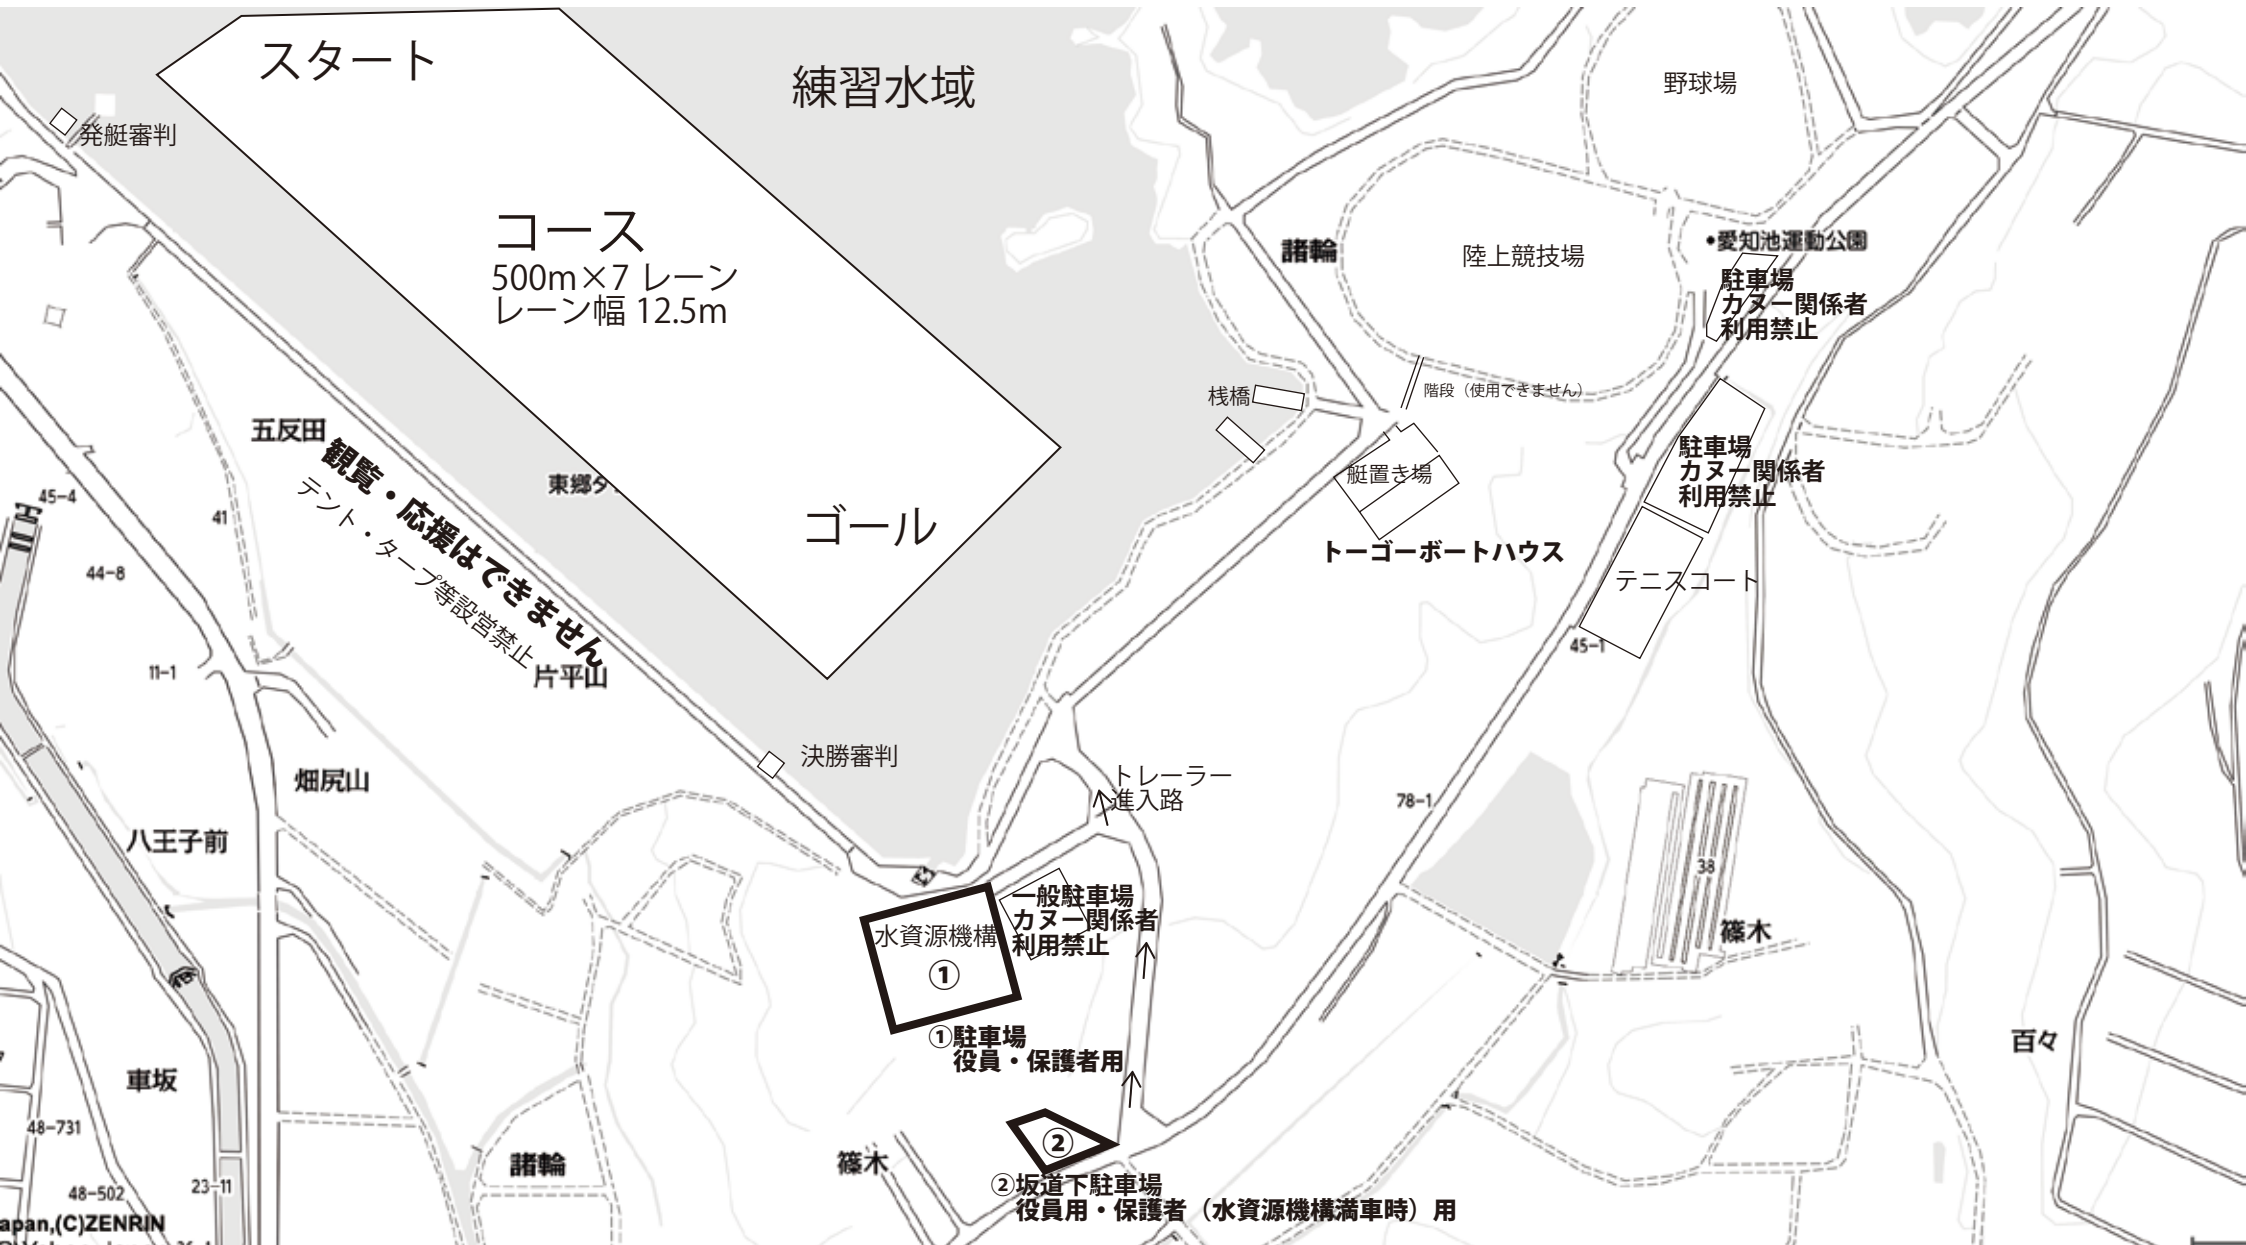 スタート
練習水域
野球場
発艇審判
コース
500m×7 レーン
レーン幅 12.5m
諸輪
陸上競技場
•愛知池運動公園
駐車場
カヌー関係者
利用禁止
桟橋
階段（使用できません）
五反田
観覧・応援はできません
テント・タープ等設営禁止
東郷
駐車場
カヌー関係者
利用禁止
艇置き場
45-4
41
ゴール
トーゴーボートハウス
44-8
テニスコート
45-1
11-1
片平山
決勝審判
畑尻山
トレーラー
進入路
78-1
八王子前
38
一般駐車場
カヌー関係者
利用禁止
水資源機構
①
篠木
①駐車場
役員・保護者用
百々
車坂
48-731
②
諸輪
篠木
48-502
23-11
②坂道下駐車場
役員用・保護者（水資源機構満車時）用
apan,(C)ZENRIN